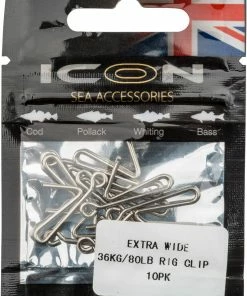 ICON
SEA ACCESSORIES
Cod Pollack Whiting Bass
EXTRA WIDE
36KG/80LB RIG CLIP
10PK